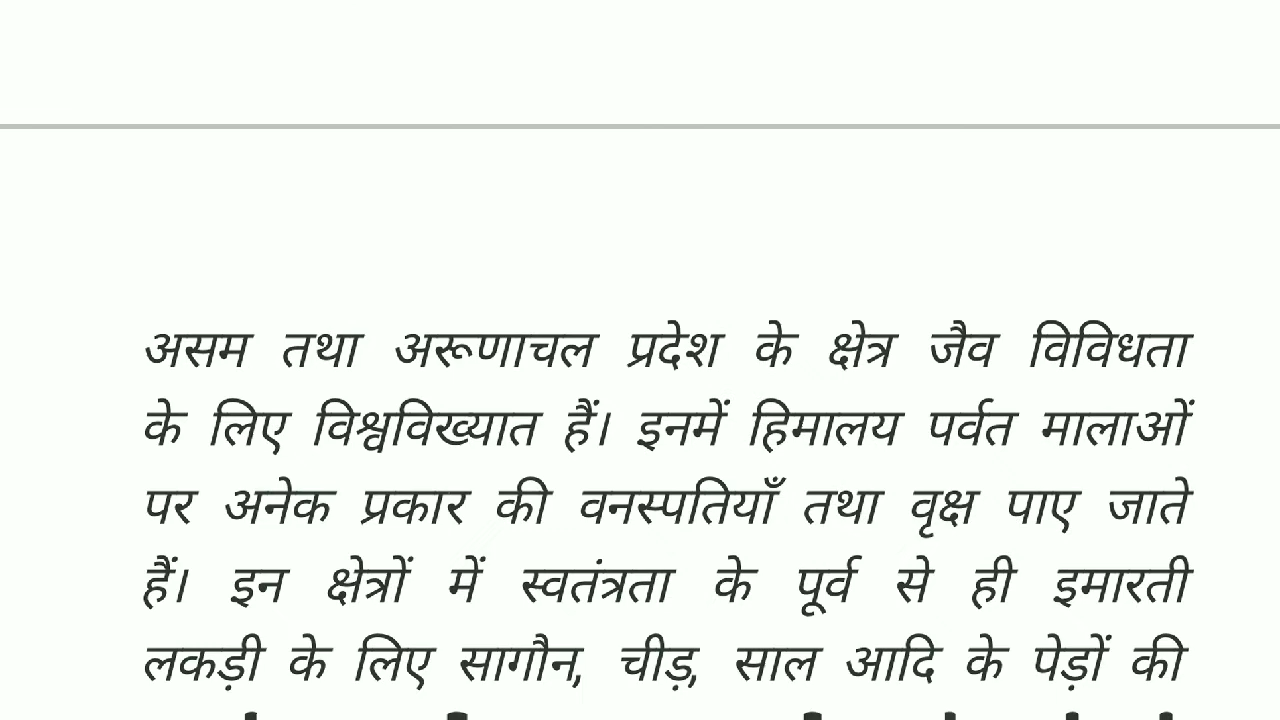 असम तथा अरूणाचल प्रदेश के क्षेत्र जैव विविधता
के लिए विश्वविख्यात हैं। इनमें हिमालय पर्वत मालाओं
पर अनेक प्रकार की वनस्पतियाँ तथा वृक्ष पाए जाते
हैं। इन क्षेत्रों में स्वतंत्रता के पूर्व से ही इमारती
लकड़ी के लिए सागौन, चीड़, साल आदि के पेड़ों की